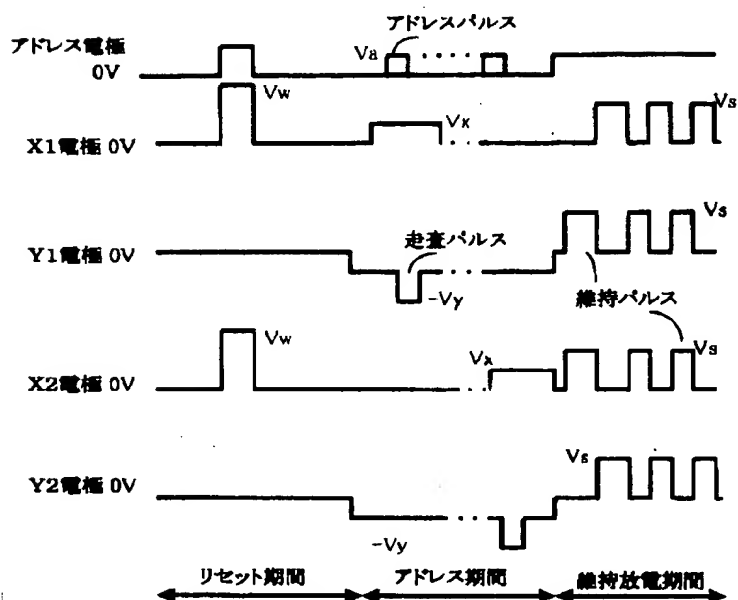 アドレスパルス
アドレス電極
0V
Va
Vw
Vx
Vs
X1電極 0V
Vs
走査パルス
Y1電極 0V
-Vy
維持パルス
Vw
Vx
Vs
X2電極 0V
Vs
Y2電極 0V
-Vy
リセット期間
アドレス期間
維持放電期間